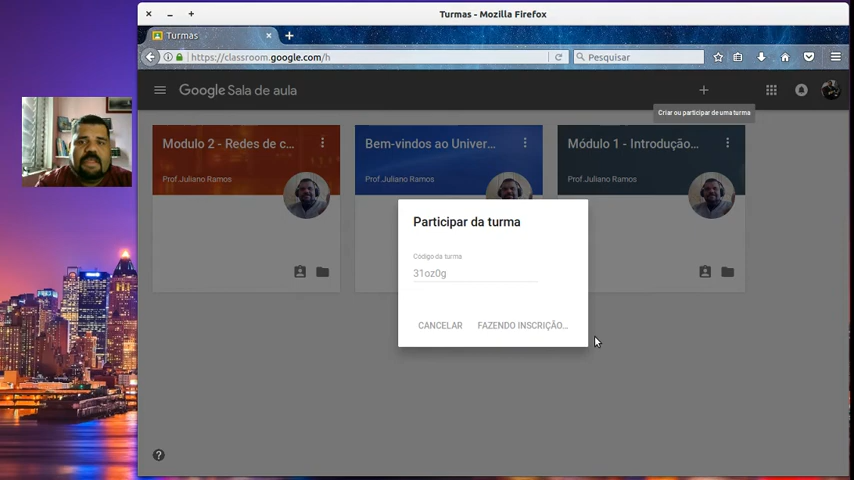 Turmas - Mozilla Firefox
Turmas
https://classroom.google.com/h
Pesquisar
Google Sala de aula
Criar ou participar de uma turma
Modulo 2 - Redes de c...
Bem-vindos ao Univer...
Módulo 1 - Introdução...
Prof.Juliano Ramos
Prof.Juliano Ramos
Prof.Juliano Ramos
Participar da turma
Codigo da turma
31oz0g
CANCELAR
FAZENDO INSCRIÇÃO...